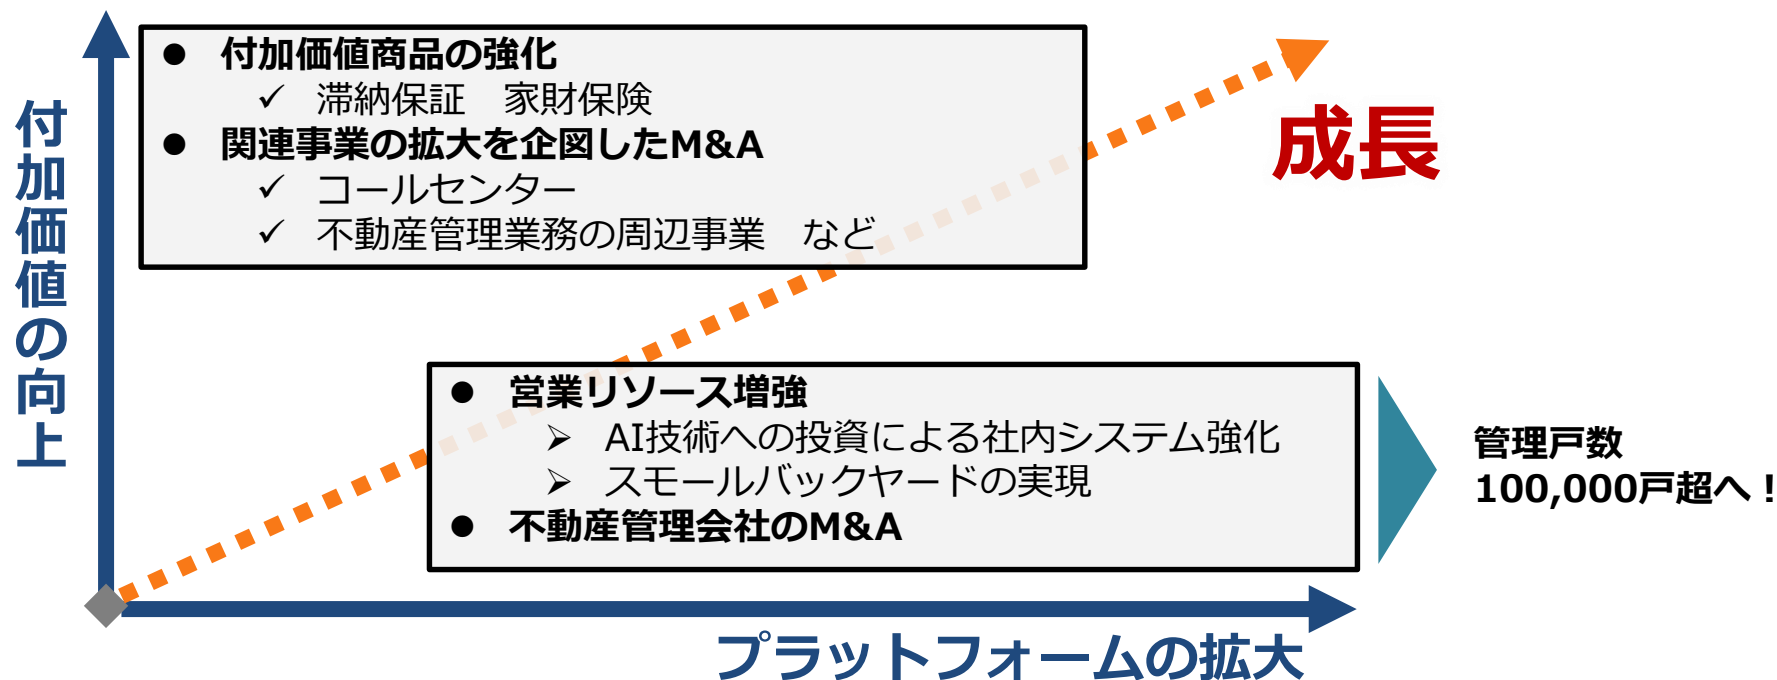 付加価値の向上
● 付加価値商品の強化
✓ 滞納保証　家財保険
● 関連事業の拡大を企図したM&A
✓ コールセンター
✓ 不動産管理業務の周辺事業　など
成長
● 営業リソース増強
➢ AI技術への投資による社内システム強化
➢ スモールバックヤードの実現
● 不動産管理会社のM&A
管理戸数
100,000戸超へ！
プラットフォームの拡大